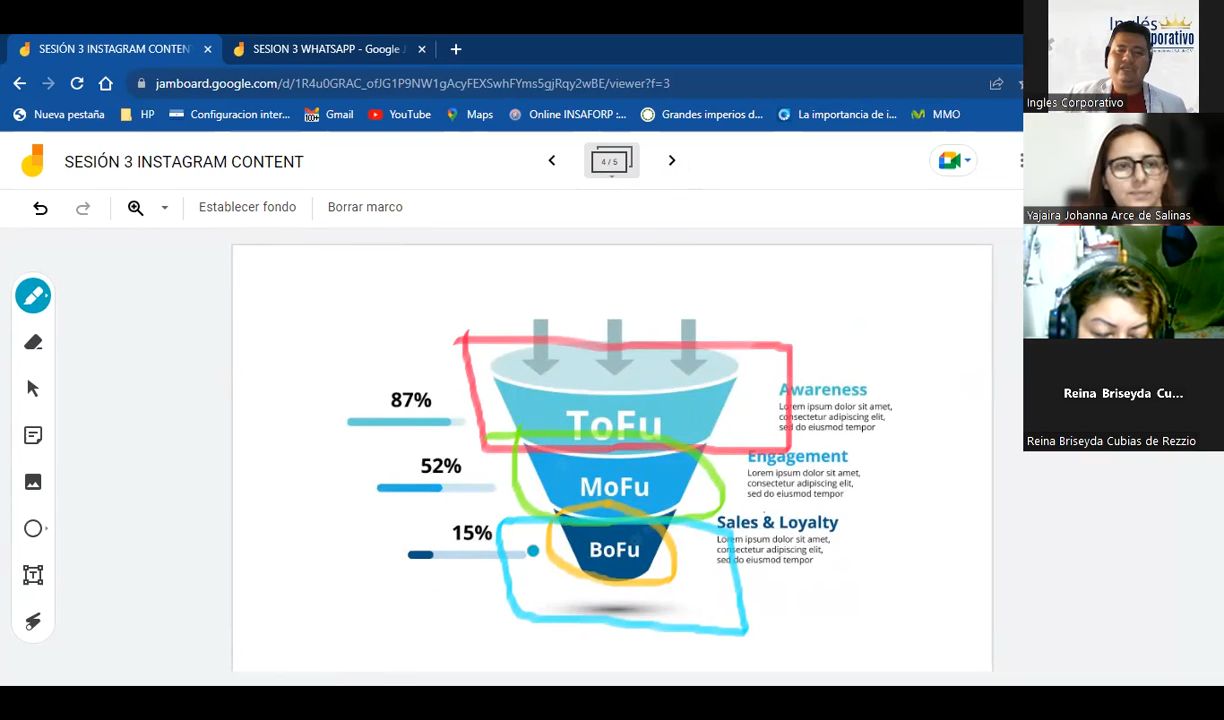 SESIÓN 3 INSTAGRAM CONTEN
SESION 3 WHATSAPP - Google J
jamboard.google.com/d/1R4u0GRAC_ofJG1P9NW1gAcyFEXSwhFYms5gjRqy2wBE/viewer?f=3
Nueva pestaña
HP
Configuracion inter...
100+
Gmail
YouTube
Maps
Online INSAFORP :...
Grandes imperios d...
La importancia de i...
MMO
SESIÓN 3 INSTAGRAM CONTENT
4 / 5
Establecer fondo
Borrar marco
87%
ToFu
Awareness
Lorem ipsum dolor sit amet,
consectetur adipiscing elit,
sed do eiusmod tempor
52%
MoFu
Engagement
Lorem ipsum dolor sit amet,
consectetur adipiscing elit,
sed do eiusmod tempor
15%
BoFu
Sales & Loyalty
Lorem ipsum dolor sit amet,
consectetur adipiscing elit,
sed do eiusmod tempor
Inglés Corporativo
Yajaira Johanna Arce de Salinas
Reina Briseyda Cu...
Reina Briseyda Cubias de Rezzio